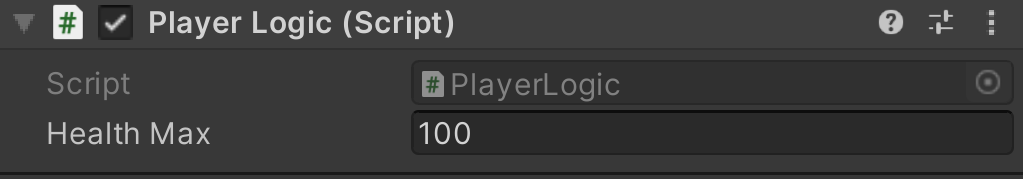 Player Logic (Script)
Script PlayerLogic
Health Max 100